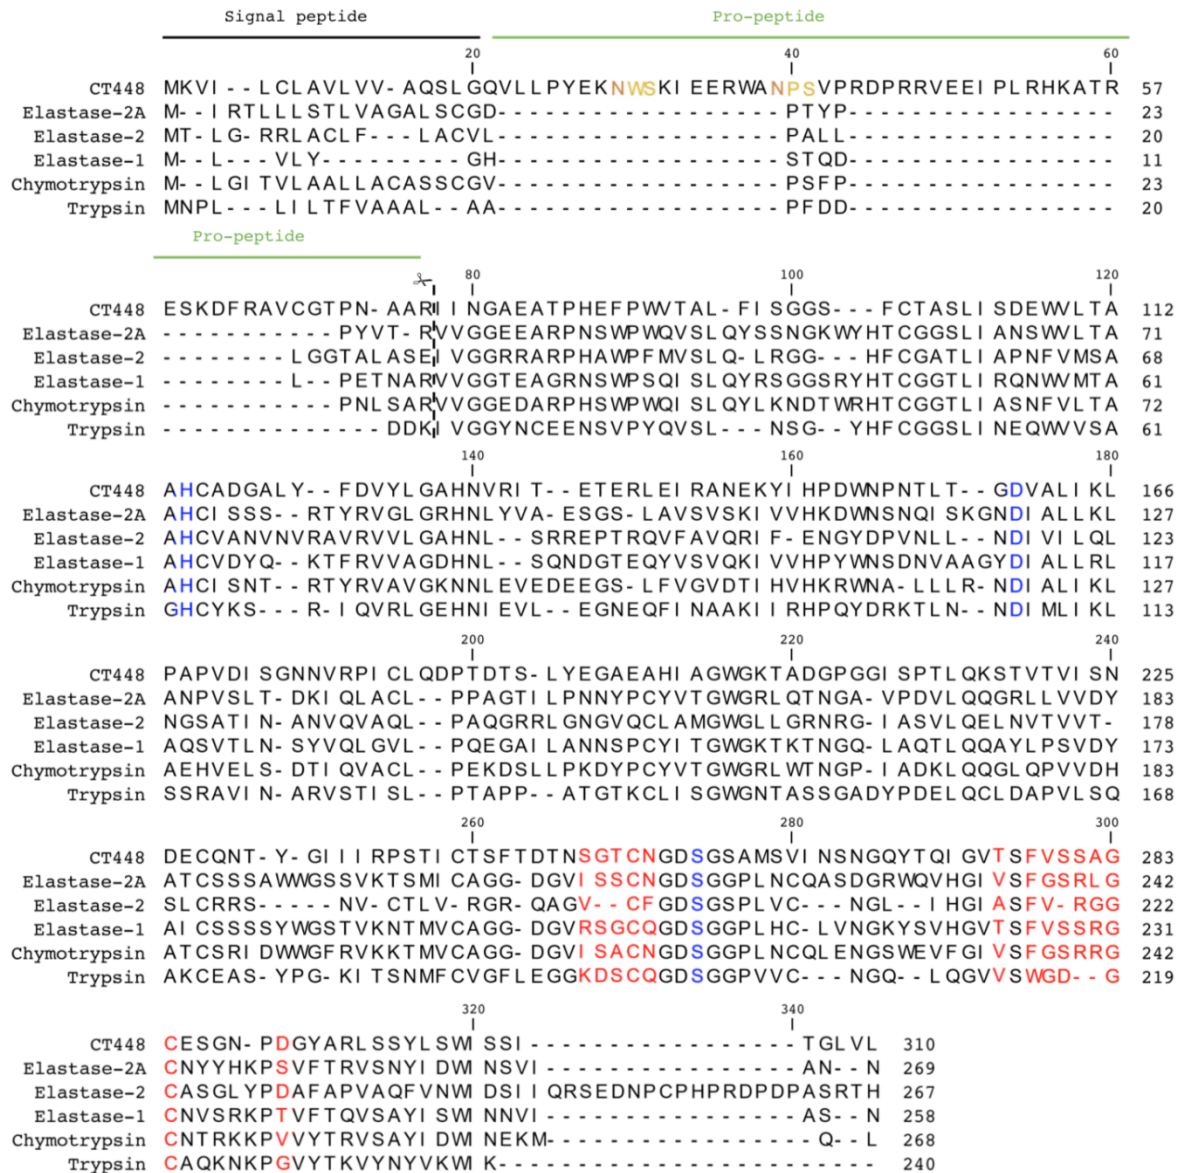 Signal peptide Pro-peptide
20 40 60
CT448 MKVI--LCLAVLVV-AQSLGQVLLPYEKNWSKIEERWANPSVPRDPRRVEEIPLRHKATR 57
Elastase-2A M--IRTLLLSTLVAGALSCGD------------------PTYP----------------- 23
Elastase-2 MT-LG-RRLACLF---LACVL------------------PALL----------------- 20
Elastase-1 M--L---VLY---------GH------------------STQD----------------- 11
Chymotrypsin M--LGITVLAALLACASSCGV------------------PSFP----------------- 23
Trypsin MNPL---LILTFVAAAL--AA------------------PFDD----------------- 20
Pro-peptide
80 100 120
CT448 ESKDFRAVCGTPN-AARIINGAEATPHEFPWVTAL-FISGGS---FCTASLISDEWVLTA 112
Elastase-2A -----------PYVT-RVVGGEEARPNSWPWQVSLQYSSNGKWYHTCGGSLIANSWVLTA 71
Elastase-2 --------LGGTALASEIVGGRRARPHAWPFMVSLQ-LRGG---HFCGATLIAPNFVMSA 68
Elastase-1 --------L--PETNARVVGGTEAGRNSWPSQISLQYRSGGSRYHTCGGTLIRQNWVMTA 61
Chymotrypsin -----------PNLSARVVGGEDARPHSWPWQISLQYLKNDTWRHTCGGTLIASNFVLTA 72
Trypsin --------------DDKIVGGYNCEENSVPYQVSL---NSG--YHFCGGSLINEQWVVSA 61
140 160 180
CT448 AHCADGALY--FDVYLGAHNVRIT--ETERLEIRANEKYIHPDWNPNTLT--GDVALIKL 166
Elastase-2A AHCISSS--RTYRVGLGRHNLYVA-ESGS-LAVSVSKIVVHKDWNSNQISKGNDIALLKL 127
Elastase-2 AHCVANVNVRAVRVVLGAHNL--SRREPTRQVFAVQRIF-ENGYDPVNLL--NDIVILQL 123
Elastase-1 AHCVDYQ--KTFRVVAGDHNL--SQNDGTEQYVSVQKIVVHPYWNSDNVAAGYDIALLRL 117
Chymotrypsin AHCISNT--RTYRVAVGKNNLEVEDEEGS-LFVGVDTIHVHKRWNA-LLLR-NDIALIKL 127
Trypsin GHCYKS---R-IQVRLGEHNIEVL--EGNEQFINAAKIIRHPQYDRKTLN--NDIMLIKL 113
200 220 240
CT448 PAPVDISGNNVRPICLQDPTDTS-LYEGAEAHIAGWGKTADGPGGISPTLQKSTVTVISN 225
Elastase-2A ANPVSLT-DKIQLACL--PPAGTILPNNYPCYVTGWGRLQTNGA-VPDVLQQGRLLVVDY 183
Elastase-2 NGSATIN-ANVQVAQL--PAQGRRLGNGVQCLAMGWGLLGRNRG-IASVLQELNVTVVT- 178
Elastase-1 AQSVTLN-SYVQLGVL--PQEGAILANNSPCYITGWGKTKTNGQ-LAQTLQQAYLPSVDY 173
Chymotrypsin AEHVELS-DTIQVACL--PEKDSLLPKDYPCYVTGWGRLWTNGP-IADKLQQGLQPVVDH 183
Trypsin SSRAVIN-ARVSTISL--PTAPP--ATGTKCLISGWGNTASSGADYPDELQCLDAPVLSQ 168
260 280 300
CT448 DECQNT-Y-GIIIRPSTICTSFTDTNSGTCNGDSGSAMSVINSNGQYTQIGVTSFVSSAG 283
Elastase-2A ATCSSSAWWGSSVKTSMICAGG-DGVISSCNGDSGGPLNCQASDGRWQVHGIVSFGSRLG 242
Elastase-2 SLCRRS-----NV-CTLV-RGR-QAGV--CFGDSGSPLVC---NGL--IHGIASFV-RGG 222
Elastase-1 AICSSSSYWGSTVKNTMVCAGG-DGVRSGCQGDSGGPLHC-LVNGKYSVHGVTSFVSSRG 231
Chymotrypsin ATCSRIDWWGFRVKKTMVCAGG-DGVISACNGDSGGPLNCQLENGSWEVFGIVSFGSRRG 242
Trypsin AKCEAS-YPG-KITSNMFCVGFLEGGKDSCQGDSGGPVVC---NGQ--LQGVVSWGD--G 219
320 340
CT448 CESGN-PDGYARLSSYLSWISSI-----------------TGLVL 310
Elastase-2A CNYYHKPSVFTRVSNYIDWINSVI----------------AN--N 269
Elastase-2 CASGLYPDAFAPVAQFVNWIDSIIQRSEDNPCPHPRDPDPASRTH 267
Elastase-1 CNVSRKPTVFTQVSAYISWINNVI----------------AS--N 258
Chymotrypsin CNTRKKPVVYTRVSAYIDWINEKM-----------------Q--L 268
Trypsin CAQKNKPGVYTKVYNYVKWIK------------------------ 240